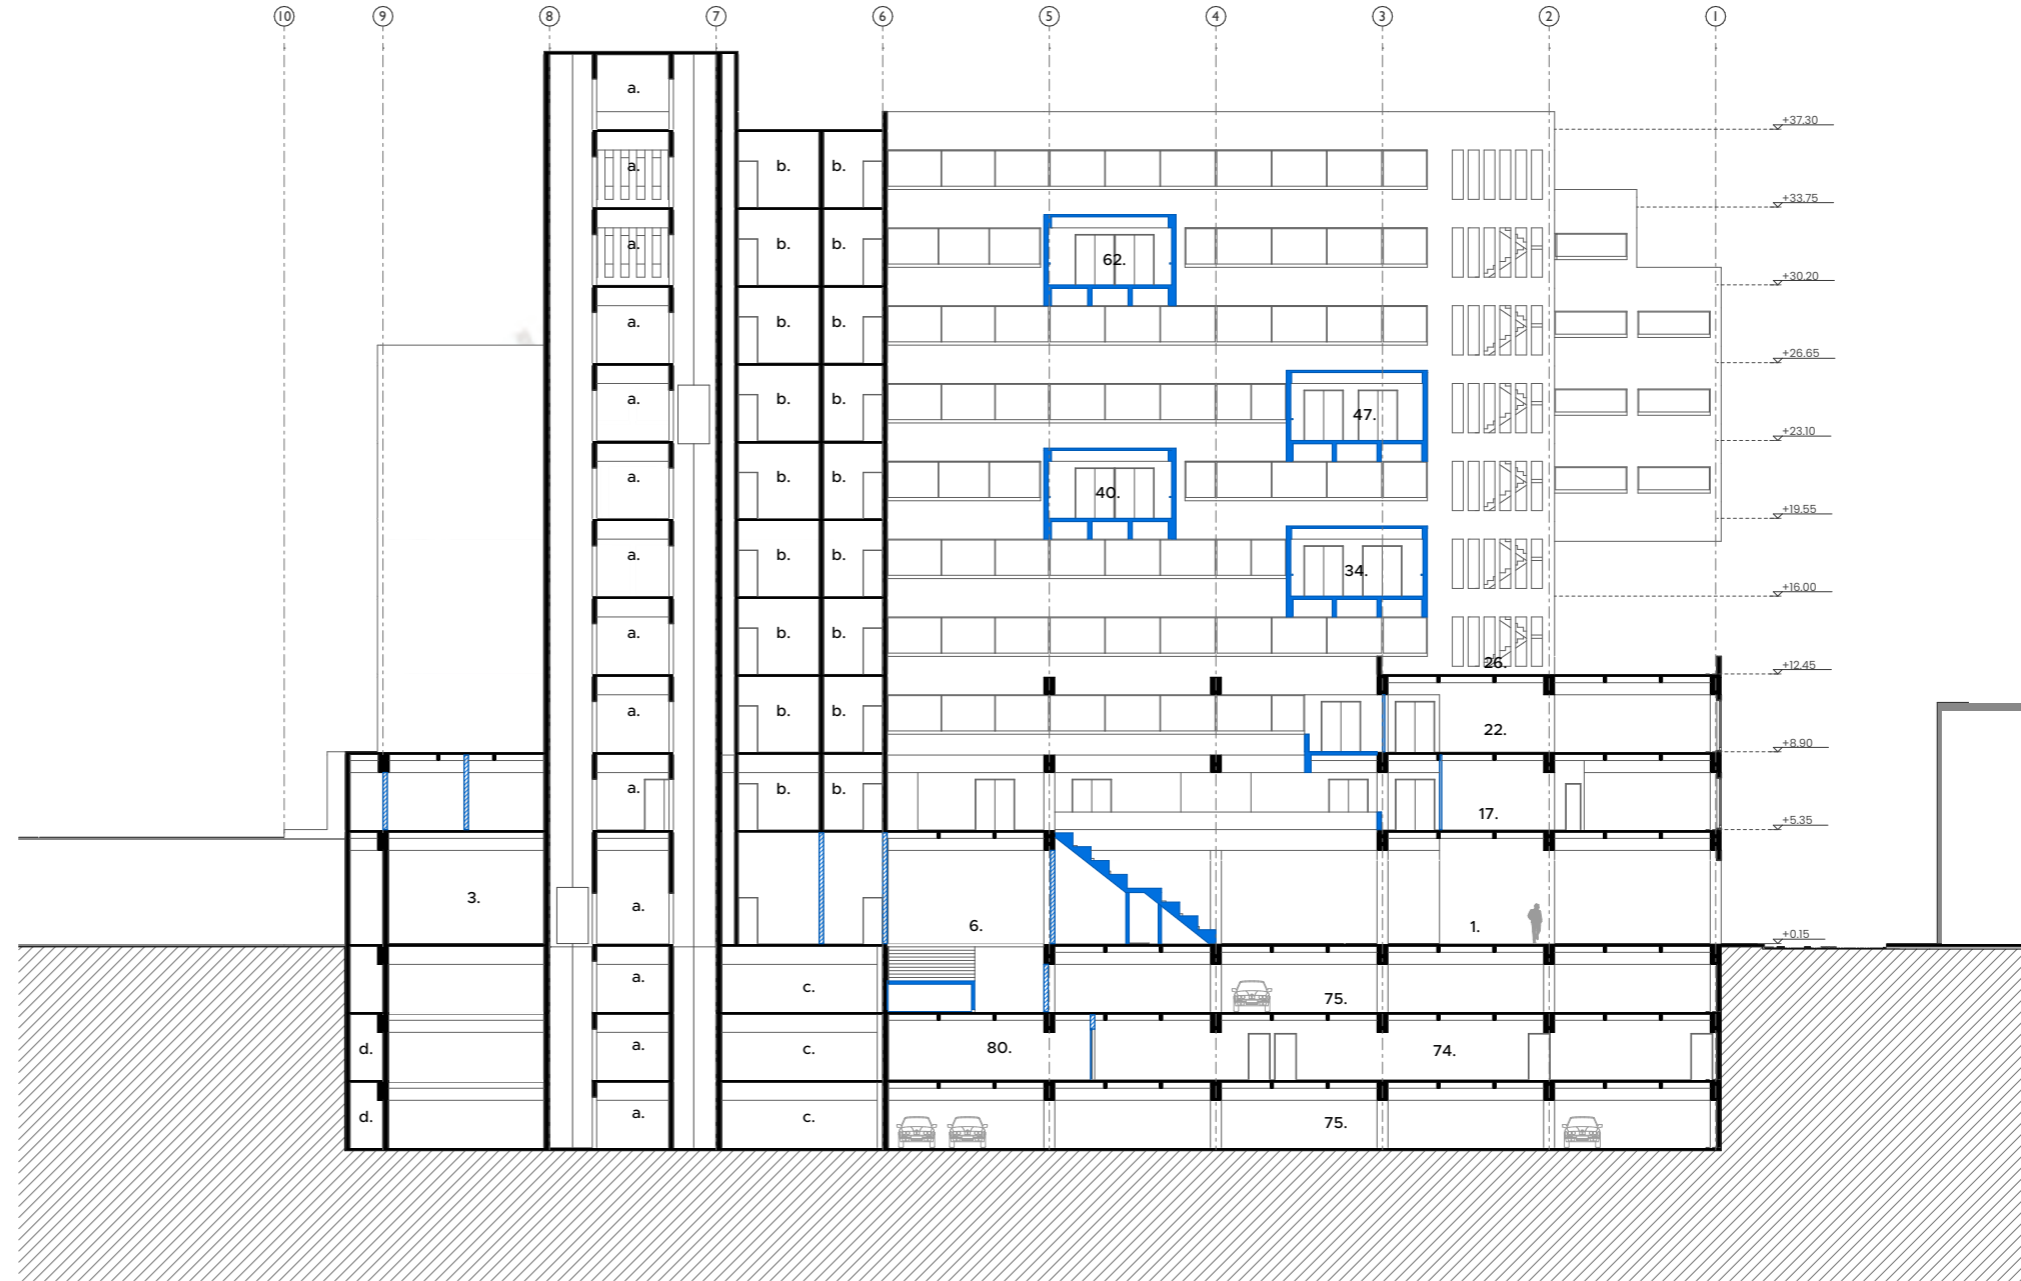 10 9 8 7 6 5 4 3 2 1
a.
+37.30
a. b. b.
+33.75
a. b. b. 62.
+30.20
a. b. b.
+26.65
a. b. b. 47.
+23.10
a. b. b. 40.
+19.55
a. b. b. 34.
+16.00
a. b. b.
26.
+12.45
a. b. b. 22.
+8.90
a. b. b. 17.
+5.35
3. a. 6. 1.
+0.15
a. c. 75.
d. a. c. 80. 74.
d. a. c. 75.